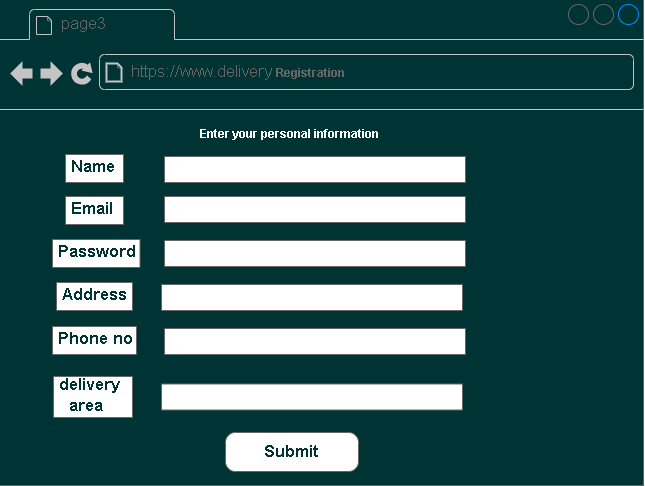 page3
https://www.delivery Registration
Enter your personal information
Name
Email
Password
Address
Phone no
delivery
area
Submit